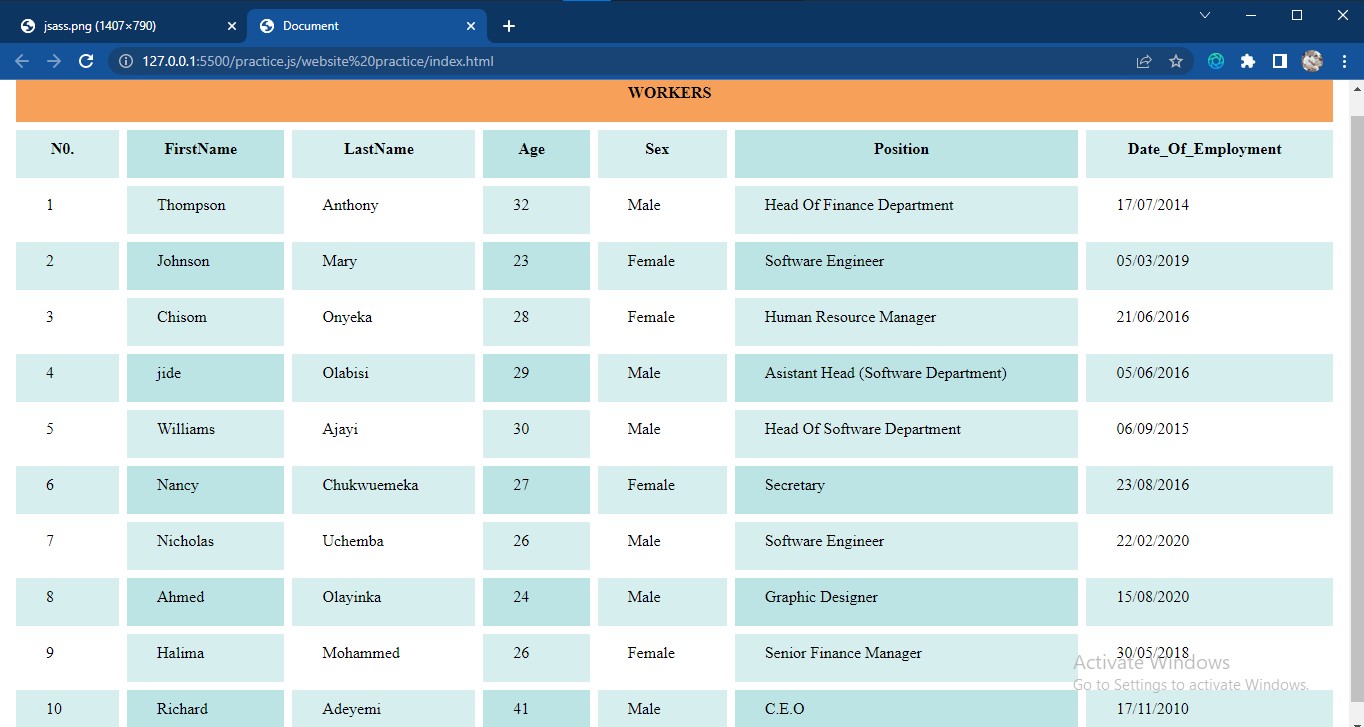 jsass.png (1407×790)
Document
127.0.0.1:5500/practice.js/website%20practice/index.html
WORKERS
N0. FirstName LastName Age Sex Position Date_Of_Employment
1 Thompson Anthony 32 Male Head Of Finance Department 17/07/2014
2 Johnson Mary 23 Female Software Engineer 05/03/2019
3 Chisom Onyeka 28 Female Human Resource Manager 21/06/2016
4 jide Olabisi 29 Male Asistant Head (Software Department) 05/06/2016
5 Williams Ajayi 30 Male Head Of Software Department 06/09/2015
6 Nancy Chukwuemeka 27 Female Secretary 23/08/2016
7 Nicholas Uchemba 26 Male Software Engineer 22/02/2020
8 Ahmed Olayinka 24 Male Graphic Designer 15/08/2020
9 Halima Mohammed 26 Female Senior Finance Manager 30/05/2018
Activate Windows
Go to Settings to activate Windows.
10 Richard Adeyemi 41 Male C.E.O 17/11/2010